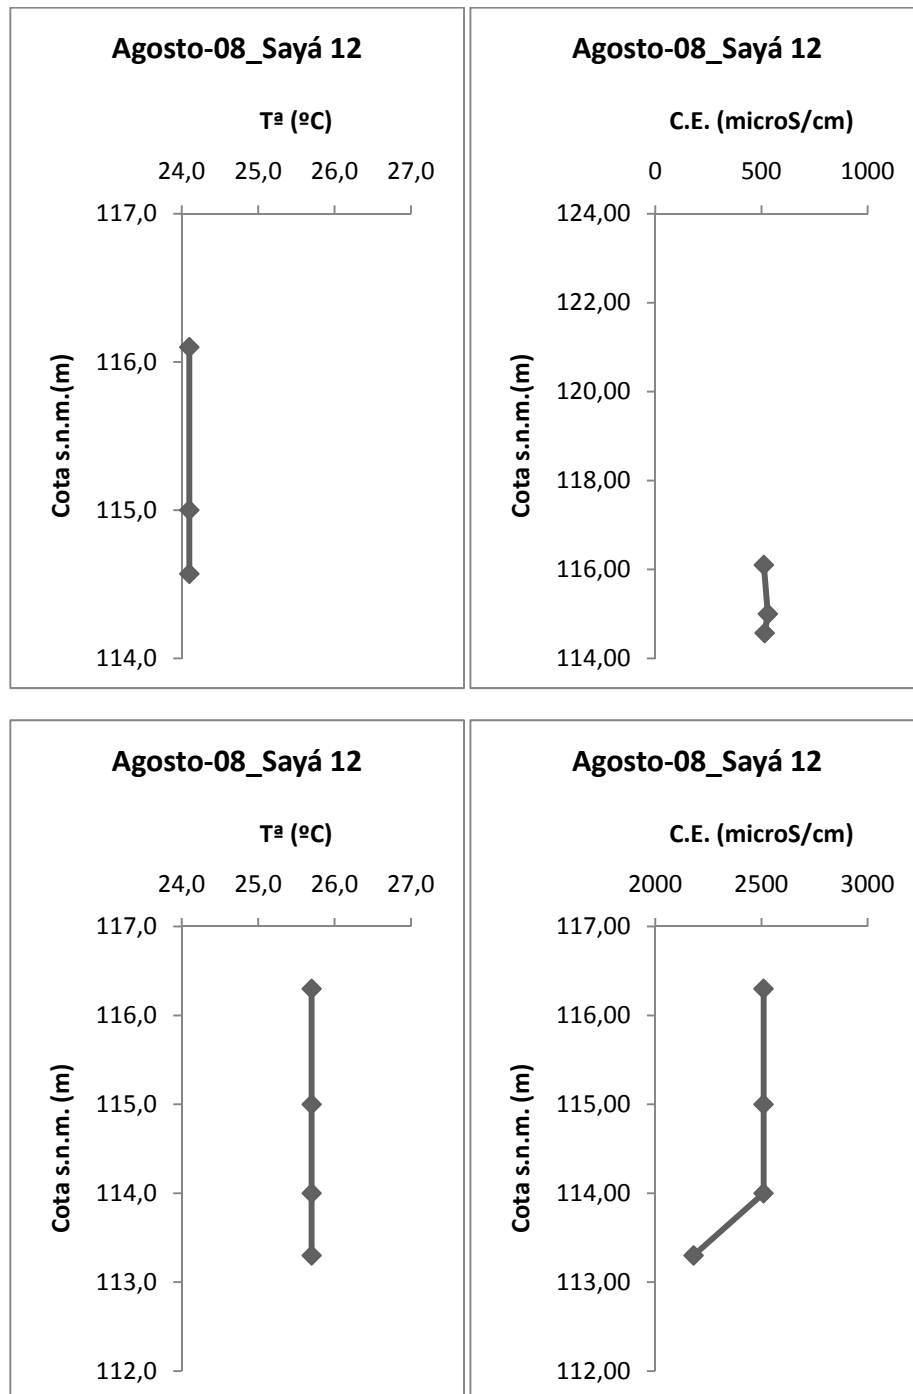 Agosto-08_Sayá 12
Tª (ºC)
24,0 25,0 26,0 27,0
117,0
116,0
115,0
114,0
Cota s.n.m.(m)
Agosto-08_Sayá 12
C.E. (microS/cm)
0 500 1000
124,00
122,00
120,00
118,00
116,00
114,00
Cota s.n.m.(m)
Agosto-08_Sayá 12
Tª (ºC)
24,0 25,0 26,0 27,0
117,0
116,0
115,0
114,0
113,0
112,0
Cota s.n.m. (m)
Agosto-08_Sayá 12
C.E. (microS/cm)
2000 2500 3000
117,00
116,00
115,00
114,00
113,00
112,00
Cota s.n.m. (m)